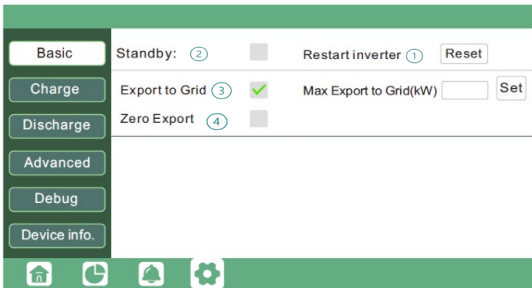 Basic
Standby: 2
Restart inverter 1 Reset
Charge
Export to Grid 3
Max Export to Grid(kW) Set
Discharge
Zero Export 4
Advanced
Debug
Device info.